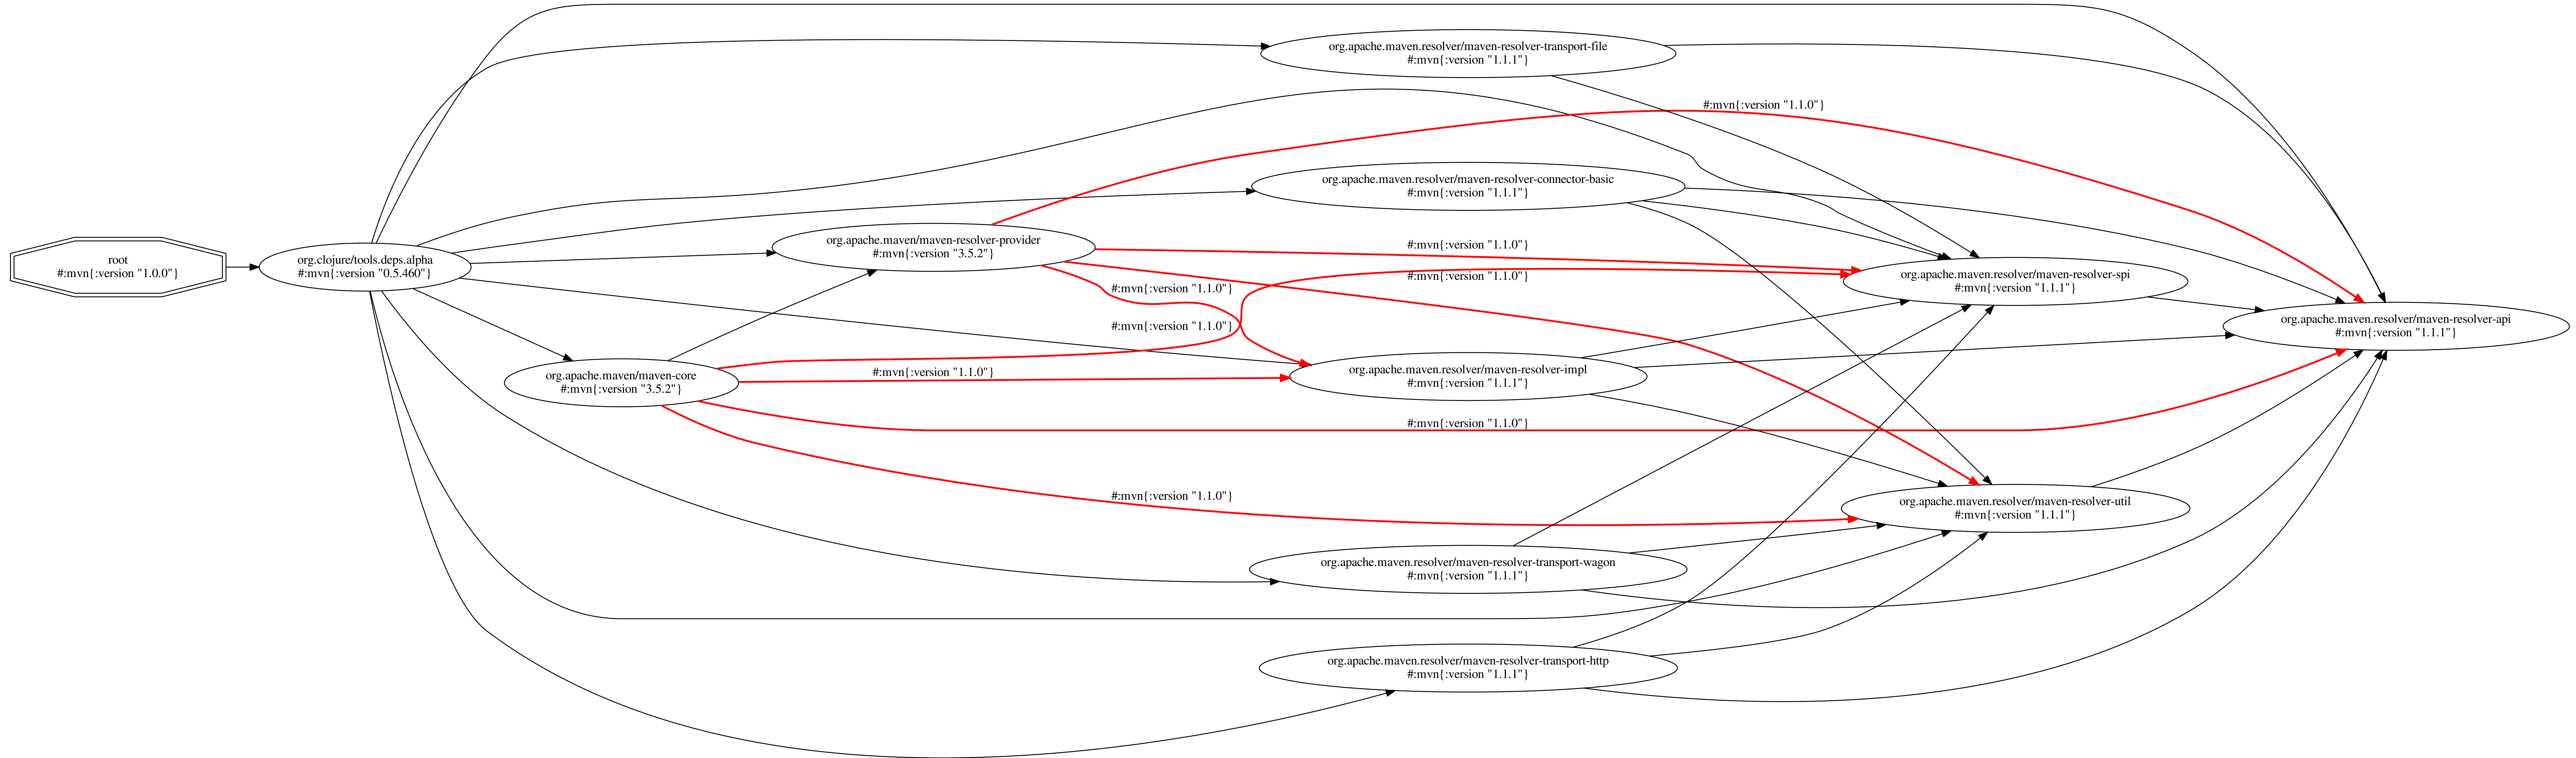 org.apache.maven.resolver/maven-resolver-transport-file
#:mvn{:version "1.1.1"}
#:mvn{:version "1.1.0"}
org.apache.maven.resolver/maven-resolver-connector-basic
#:mvn{:version "1.1.1"}
root
#:mvn{:version "1.0.0"}
org.clojure/tools.deps.alpha
#:mvn{:version "0.5.460"}
org.apache.maven/maven-resolver-provider
#:mvn{:version "3.5.2"}
#:mvn{:version "1.1.0"}
#:mvn{:version "1.1.0"}
org.apache.maven.resolver/maven-resolver-spi
#:mvn{:version "1.1.1"}
#:mvn{:version "1.1.0"}
#:mvn{:version "1.1.0"}
org.apache.maven.resolver/maven-resolver-api
#:mvn{:version "1.1.1"}
org.apache.maven/maven-core
#:mvn{:version "3.5.2"}
#:mvn{:version "1.1.0"}
org.apache.maven.resolver/maven-resolver-impl
#:mvn{:version "1.1.1"}
#:mvn{:version "1.1.0"}
#:mvn{:version "1.1.0"}
org.apache.maven.resolver/maven-resolver-util
#:mvn{:version "1.1.1"}
org.apache.maven.resolver/maven-resolver-transport-wagon
#:mvn{:version "1.1.1"}
org.apache.maven.resolver/maven-resolver-transport-http
#:mvn{:version "1.1.1"}